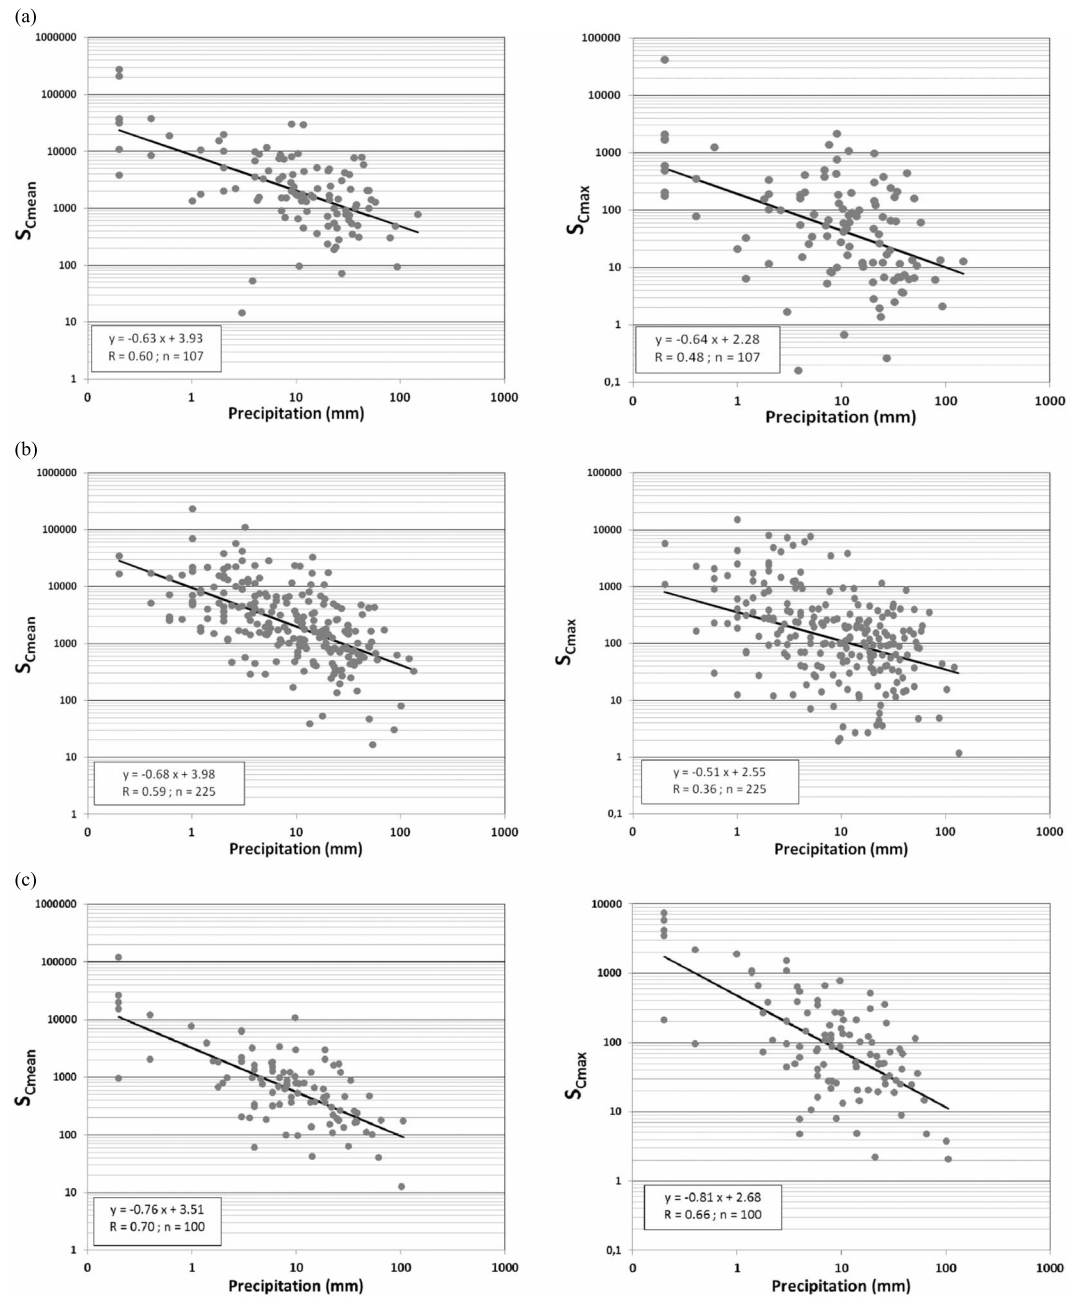 (a)
1000000
100000
10000
1000
100
10
1
S_Cmean
y = -0.63 x + 3.93
R = 0.60 ; n = 107
0 1 10 100 1000
Precipitation (mm)
100000
10000
1000
100
10
1
0,1
S_Cmax
y = -0.64 x + 2.28
R = 0.48 ; n = 107
0 1 10 100 1000
Precipitation (mm)
(b)
1000000
100000
10000
1000
100
10
1
S_Cmean
y = -0.68 x + 3.98
R = 0.59 ; n = 225
0 1 10 100 1000
Precipitation (mm)
100000
10000
1000
100
10
1
0,1
S_Cmax
y = -0.51 x + 2.55
R = 0.36 ; n = 225
0 1 10 100 1000
Precipitation (mm)
(c)
1000000
100000
10000
1000
100
10
1
S_Cmean
y = -0.76 x + 3.51
R = 0.70 ; n = 100
0 1 10 100 1000
Precipitation (mm)
10000
1000
100
10
1
0,1
S_Cmax
y = -0.81 x + 2.68
R = 0.66 ; n = 100
0 1 10 100 1000
Precipitation (mm)